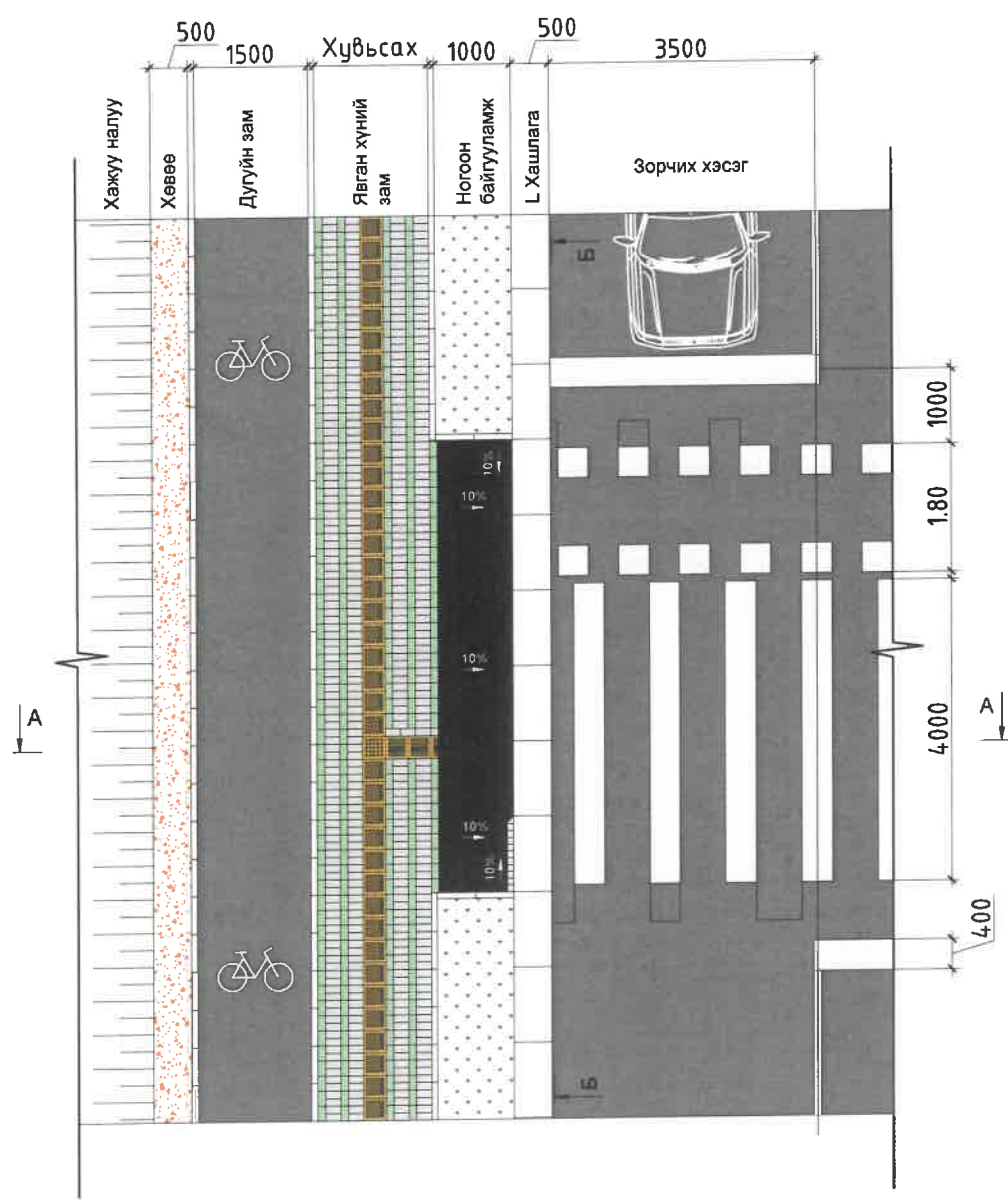 500
1500
Хувьсах
1000
500
3500
Хажуу налуу
Хөвөө
Дугуйн зам
Явган хүний
зам
Ногоон
байгууламж
L Хашлага
Зорчих хэсэг
Б
1000
10%
10%
1.80
10%
А
А
4000
10%
10%
400
Б